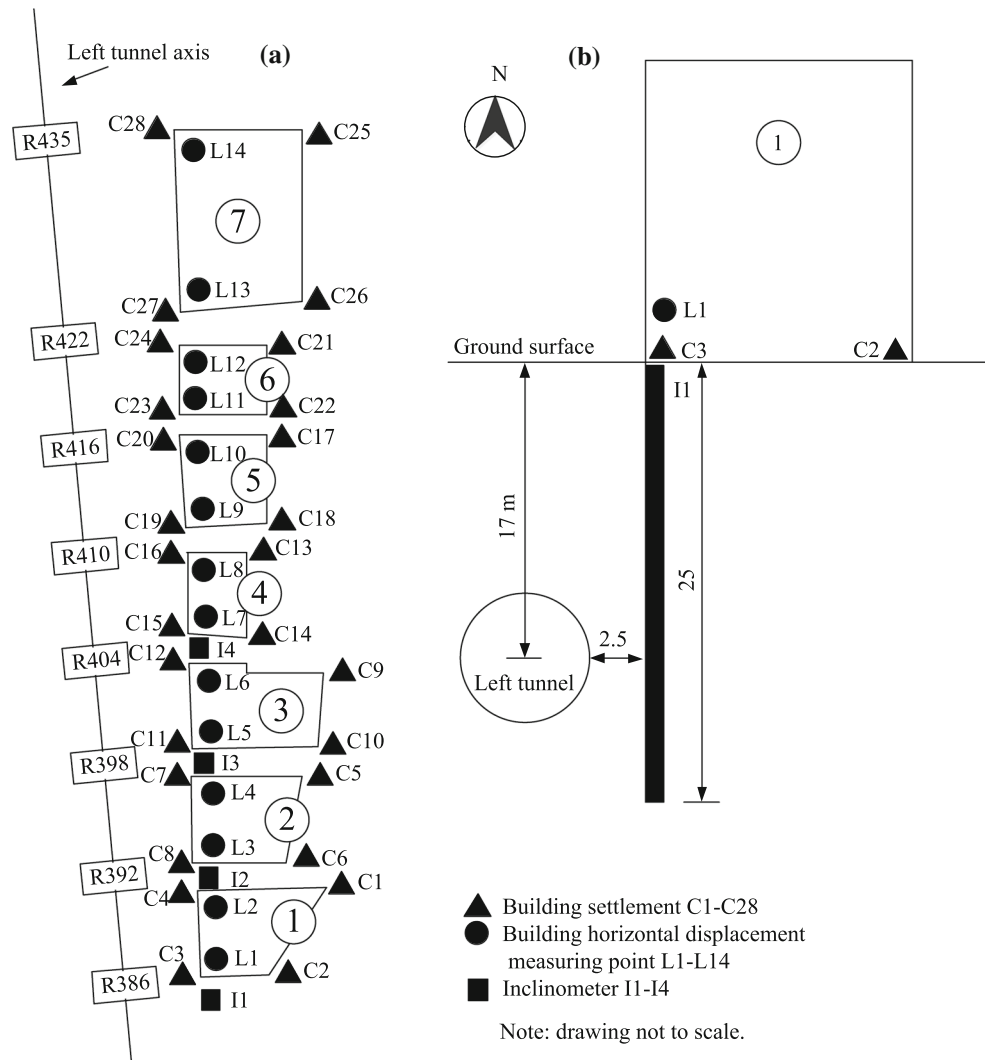 (a)
Left tunnel axis
R435
C28
C25
L14
7
L13
C27
C26
R422
C24
C21
L12
6
L11
C23
C22
R416
C20
C17
L10
5
L9
C19
C18
R410
C16
C13
L8
4
L7
C15
C14
I4
R404
C12
C9
L6
3
L5
C11
C10
R398
I3
C7
C5
L4
2
L3
C8
C6
R392
I2
C4
C1
L2
1
L1
C3
C2
R386
I1
(b)
N
1
L1
Ground surface
C3
C2
I1
17 m
25
2.5
Left tunnel
Building settlement C1-C28
Building horizontal displacement
measuring point L1-L14
Inclinometer I1-I4
Note: drawing not to scale.